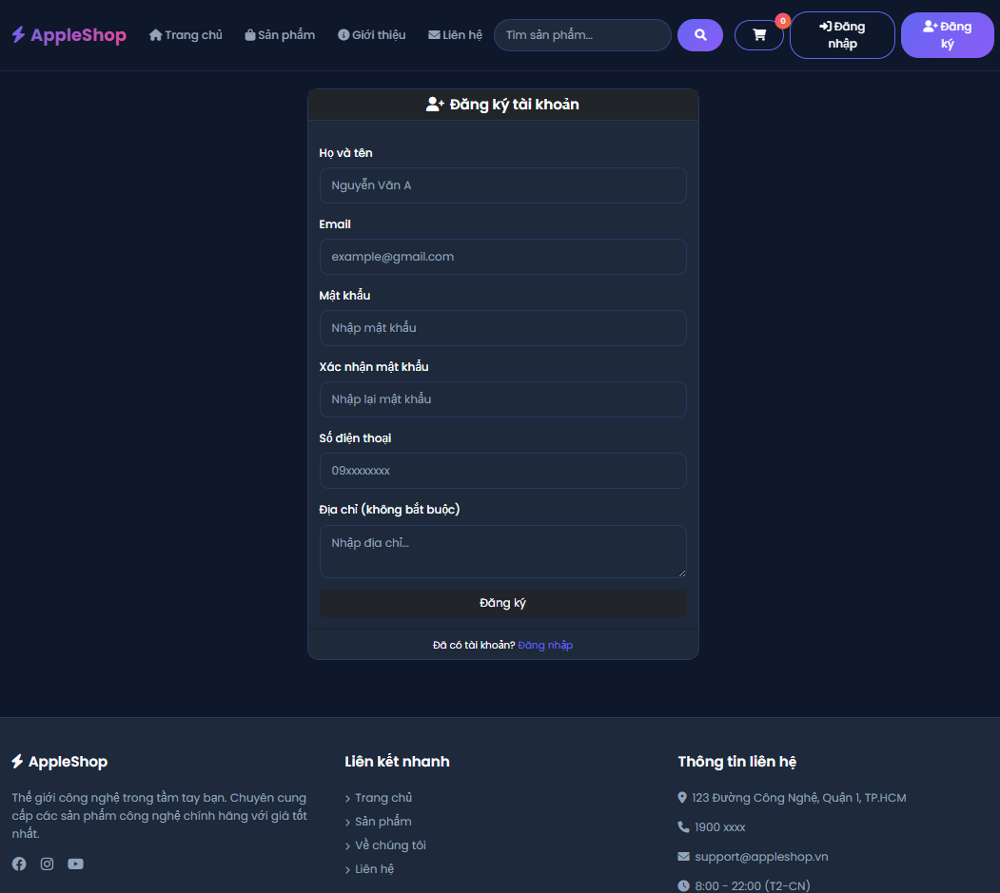 AppleShop
Trang chủ
Sản phẩm
Giới thiệu
Liên hệ
Tìm sản phẩm...
0
Đăng nhập
Đăng ký
Đăng ký tài khoản
Họ và tên
Nguyễn Văn A
Email
example@gmail.com
Mật khẩu
Nhập mật khẩu
Xác nhận mật khẩu
Nhập lại mật khẩu
Số điện thoại
09xxxxxxxx
Địa chỉ (không bắt buộc)
Nhập địa chỉ...
Đăng ký
Đã có tài khoản? Đăng nhập
AppleShop
Thế giới công nghệ trong tầm tay bạn. Chuyên cung
cấp các sản phẩm công nghệ chính hãng với giá tốt
nhất.
Liên kết nhanh
Trang chủ
Sản phẩm
Về chúng tôi
Liên hệ
Thông tin liên hệ
123 Đường Công Nghệ, Quận 1, TP.HCM
1900 xxxx
support@appleshop.vn
8:00 - 22:00 (T2-CN)